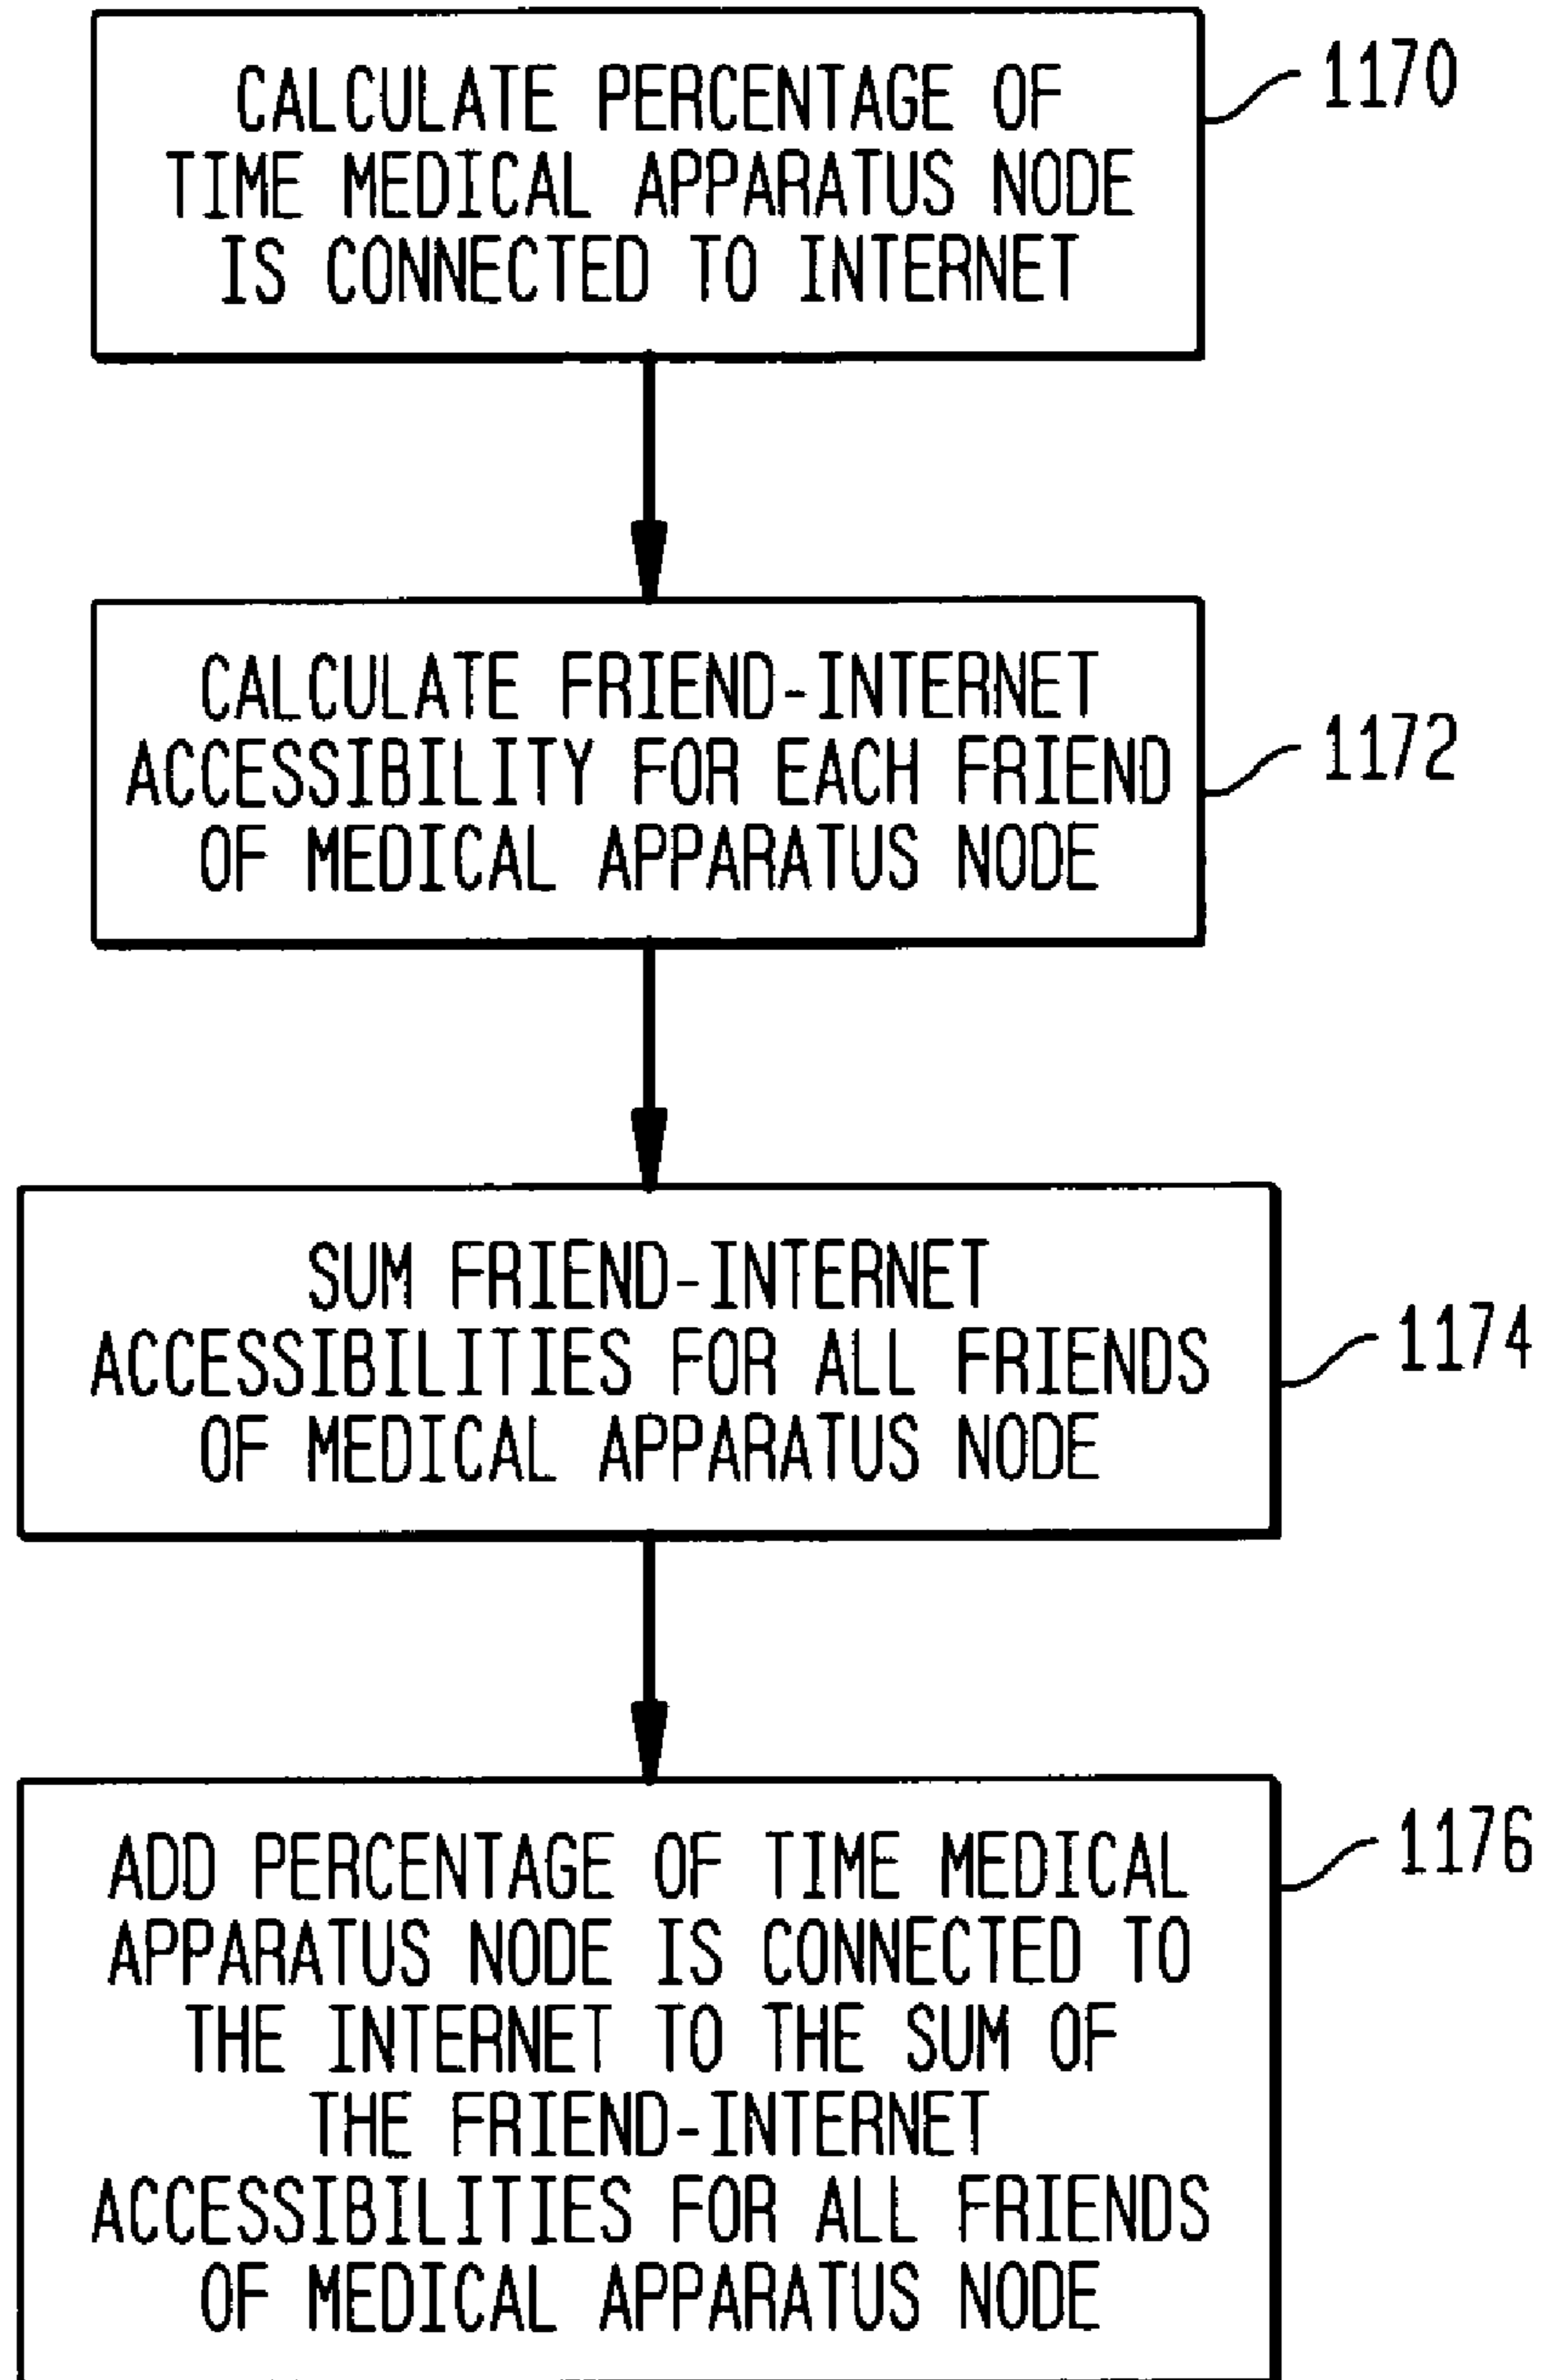 CALCULATE PERCENTAGE OF
TIME MEDICAL APPARATUS NODE
IS CONNECTED TO INTERNET
1170
CALCULATE FRIEND-INTERNET
ACCESSIBILITY FOR EACH FRIEND
OF MEDICAL APPARATUS NODE
1172
SUM FRIEND-INTERNET
ACCESSIBILITIES FOR ALL FRIENDS
OF MEDICAL APPARATUS NODE
1174
ADD PERCENTAGE OF TIME MEDICAL
APPARATUS NODE IS CONNECTED TO
THE INTERNET TO THE SUM OF
THE FRIEND-INTERNET
ACCESSIBILITIES FOR ALL FRIENDS
OF MEDICAL APPARATUS NODE
1176